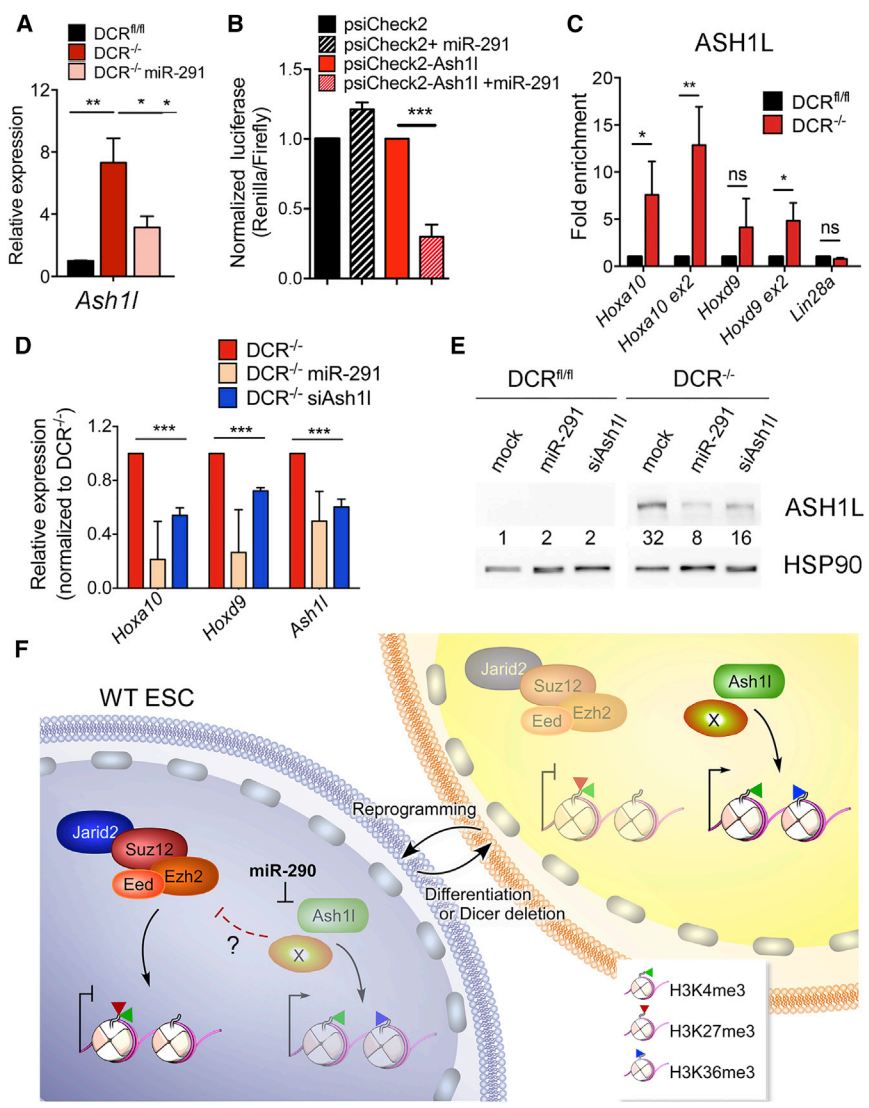 A
DCRfl/fl
DCR-/-
DCR-/- miR-291
Relative expression
12
8
4
0
**
*
*
Ash1l
B
psiCheck2
psiCheck2+ miR-291
psiCheck2-Ash1l
psiCheck2-Ash1l +miR-291
Normalized luciferase
(Renilla/Firefly)
1.5
1.0
0.5
0.0
***
C
ASH1L
DCRfl/fl
DCR-/-
Fold enrichment
20
15
10
5
0
*
**
ns
*
ns
Hoxa10
Hoxa10 ex2
Hoxd9
Hoxd9 ex2
Lin28a
D
DCR-/-
DCR-/- miR-291
DCR-/- siAsh1l
Relative expression
(normalized to DCR-/-)
1.2
0.8
0.4
0.0
***
***
***
Hoxa10
Hoxd9
Ash1l
E
DCRfl/fl
DCR-/-
mock
miR-291
siAsh1l
mock
miR-291
siAsh1l
ASH1L
1 2 2 32 8 16
HSP90
F
WT ESC
Jarid2
Suz12
Eed
Ezh2
miR-290
Ash1l
X
?
Reprogramming
Differentiation
or Dicer deletion
Jarid2
Suz12
Eed
Ezh2
Ash1l
X
H3K4me3
H3K27me3
H3K36me3